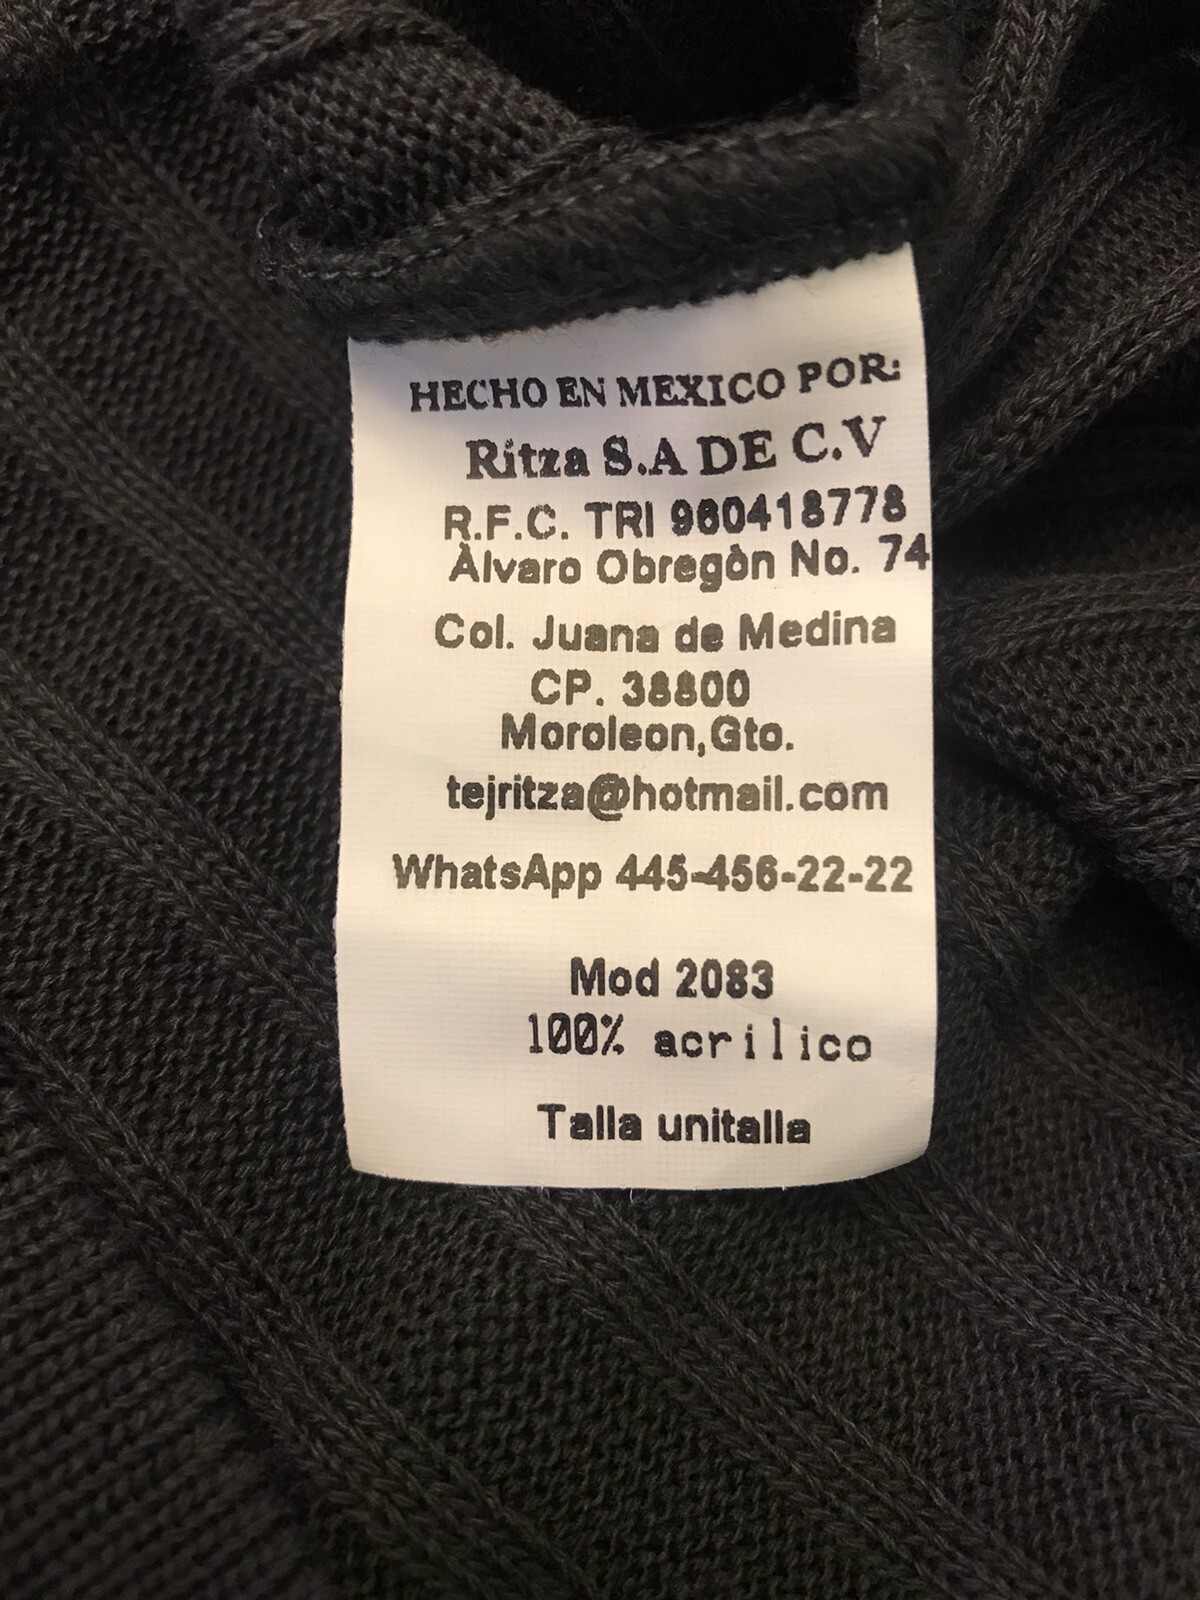 HECHO EN MEXICO POR:
Ritza S.A DE C.V
R.F.C. TRI 960418778
Àlvaro Obregòn No. 74
Col. Juana de Medina
CP. 38800
Moroleon,Gto.
tejritza@hotmail.com
WhatsApp 445-456-22-22
Mod 2083
100% acrilico
Talla unitalla